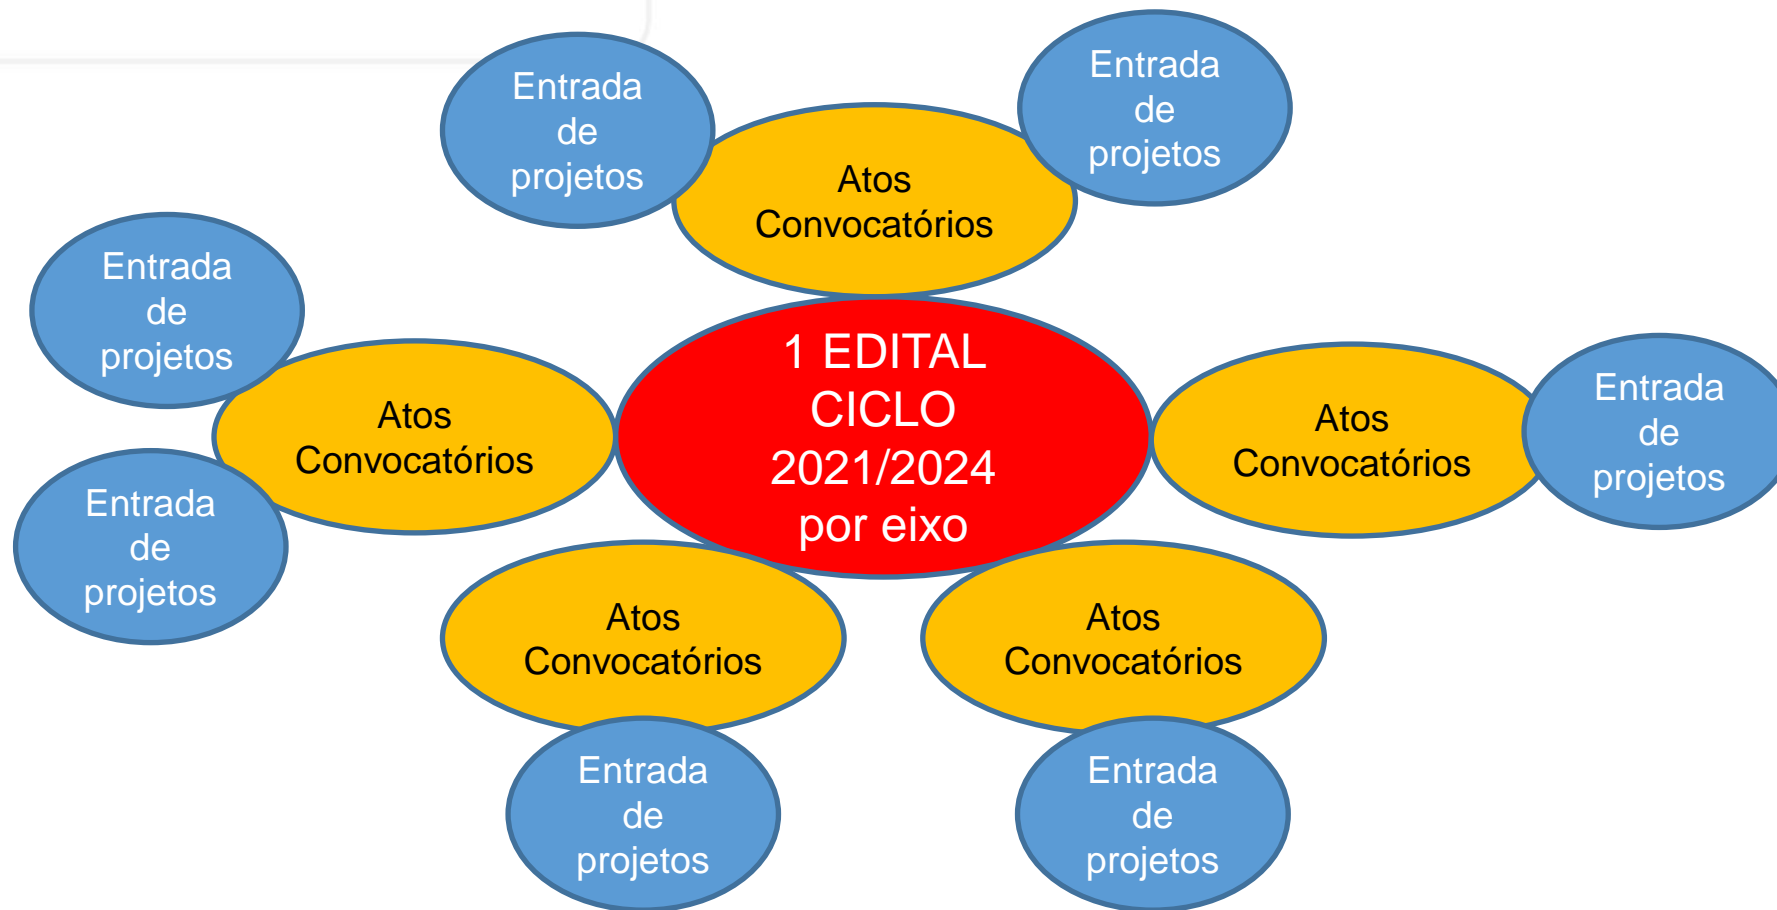 Entrada
de
projetos
Entrada
de
projetos
Atos
Convocatórios
Entrada
de
projetos
Atos
Convocatórios
Entrada
de
projetos
1 EDITAL
CICLO
2021/2024
por eixo
Atos
Convocatórios
Entrada
de
projetos
Atos
Convocatórios
Entrada
de
projetos
Atos
Convocatórios
Entrada
de
projetos